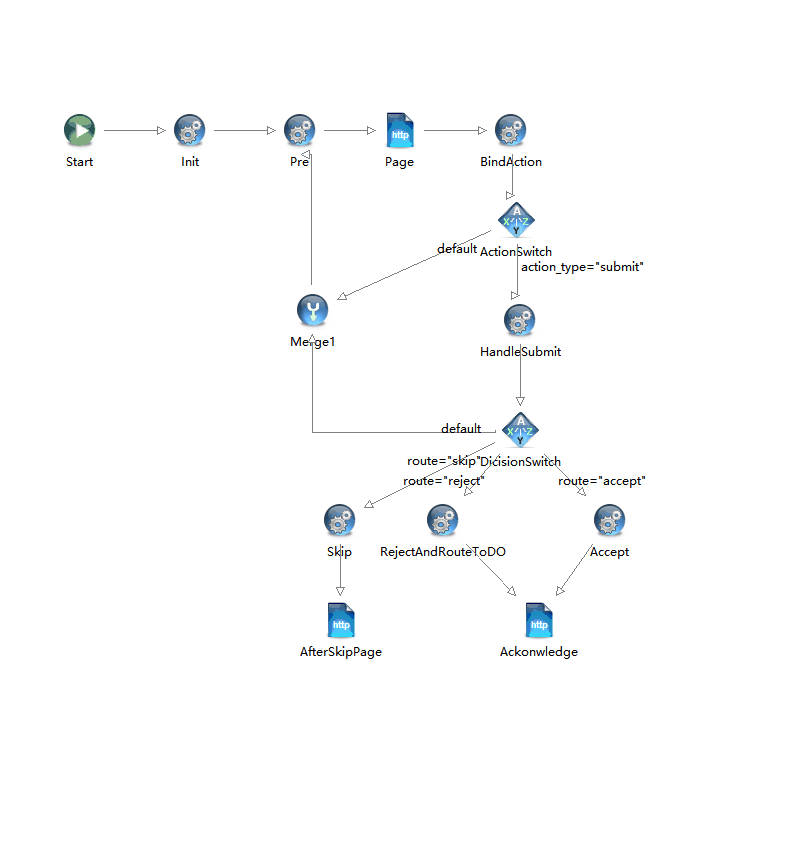 http
Start
Init
Pre
Page
BindAction
A
X
Z
Y
default
ActionSwitch
action_type="submit"
Merge1
HandleSubmit
A
X
Z
Y
default
route="skip"
DicisionSwitch
route="reject"
route="accept"
Skip
RejectAndRouteToDO
Accept
http
http
AfterSkipPage
Ackonwledge